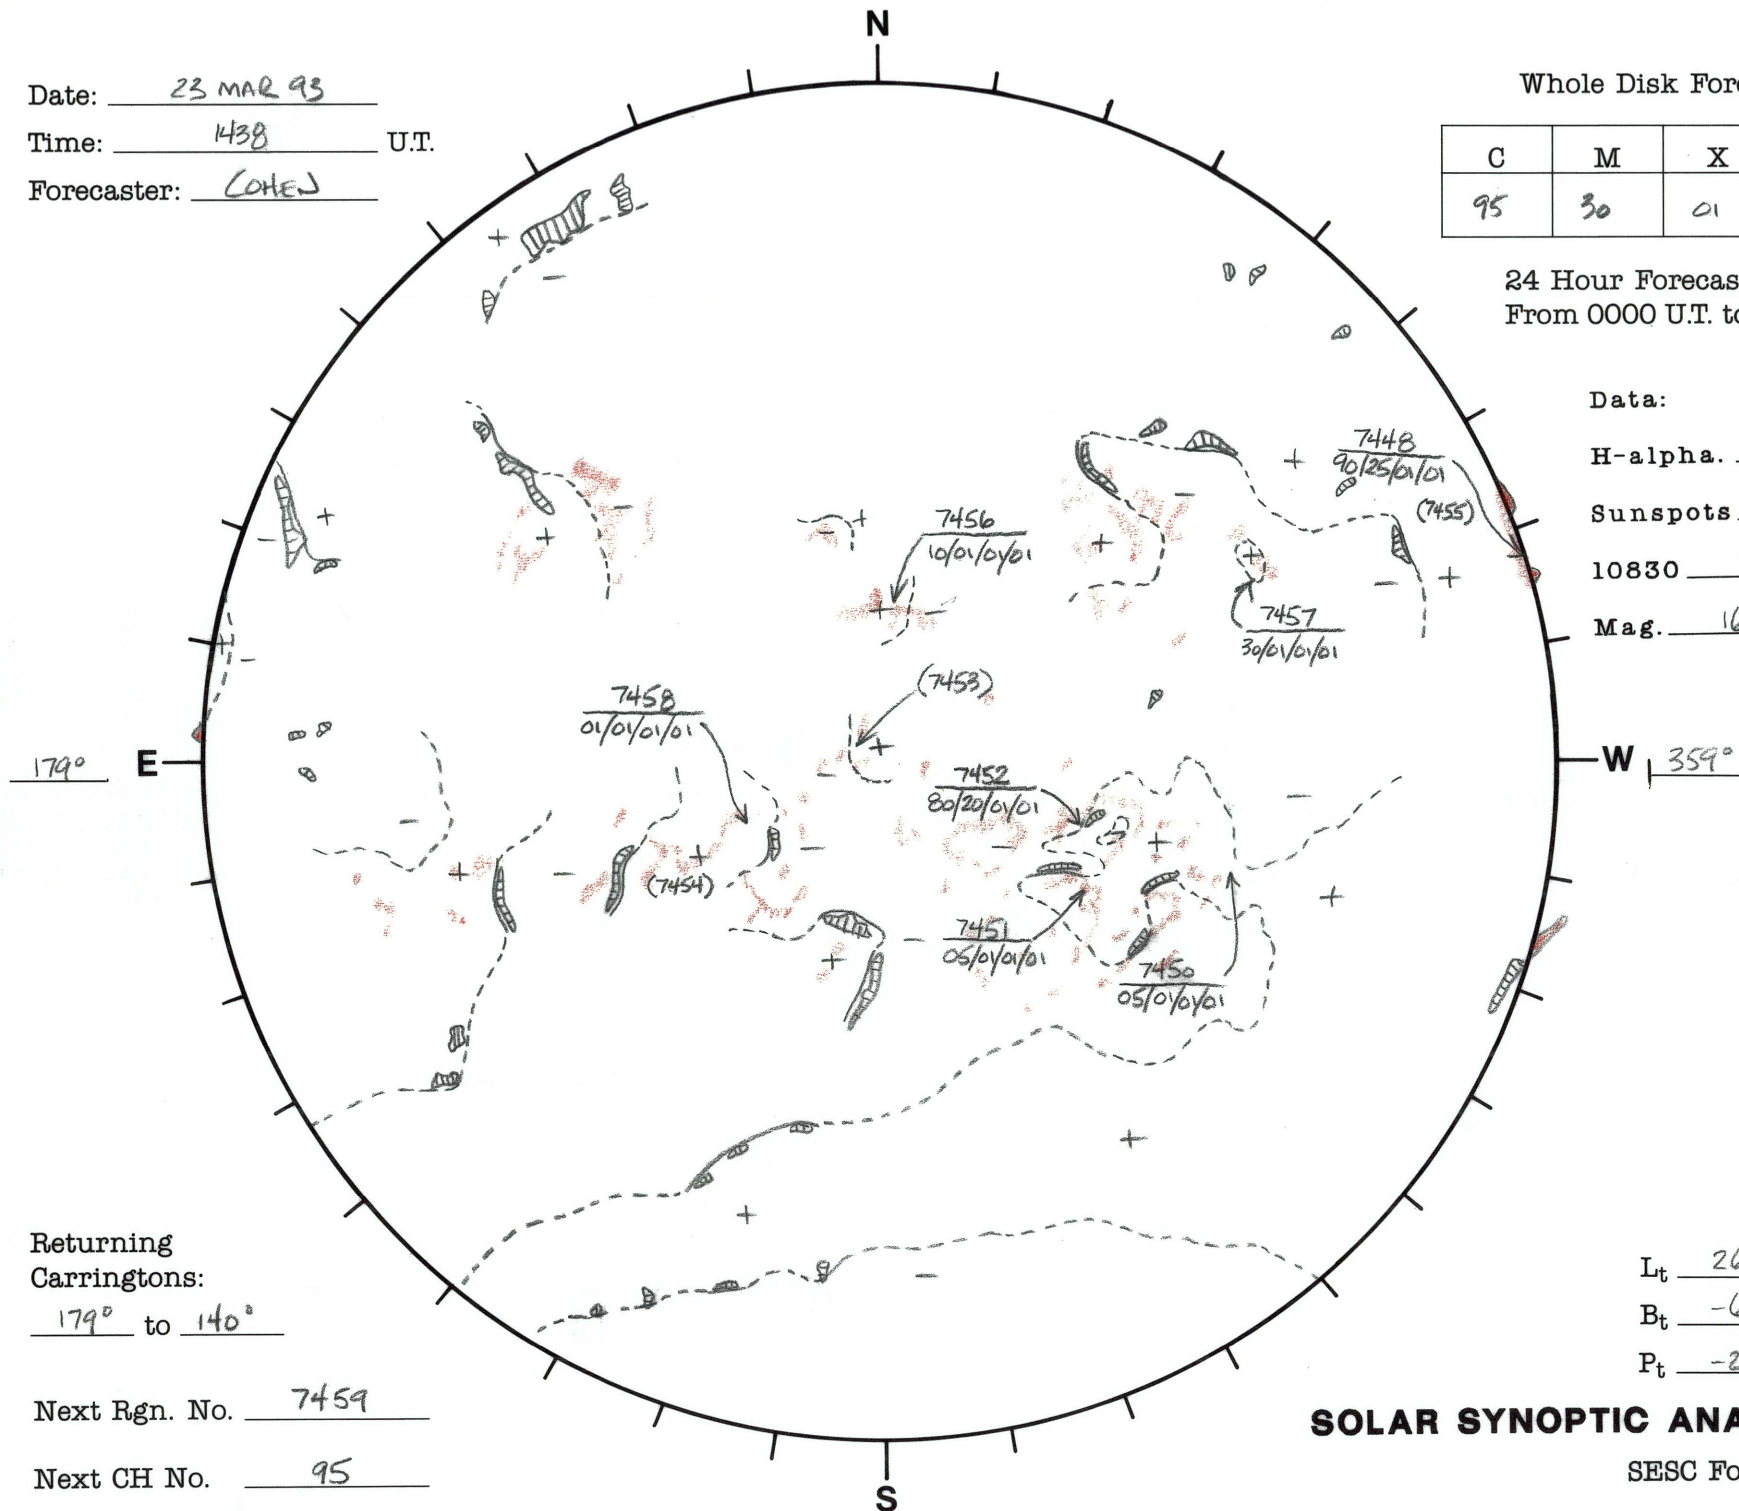 N
Date: 23 MAR 93
Time: 1438 U.T.
Forecaster: COHEN
Whole Disk Fore
C M X
95 30 01
24 Hour Forecas
From 0000 U.T. to
Data:
H-alpha.
Sunspots
10830
Mag. 16
7448
90/25/01/01
(7455)
7456
10/01/01/01
7457
30/01/01/01
(7453)
7458
01/01/01/01
179° E
W 359°
7452
80/20/01/01
(7454)
7451
05/01/01/01
7450
05/01/01/01
Returning
Carringtons:
179° to 140°
Next Rgn. No. 7459
Next CH No. 95
Lt 26
Bt -6
Pt -2
SOLAR SYNOPTIC ANA
SESC Fo
S